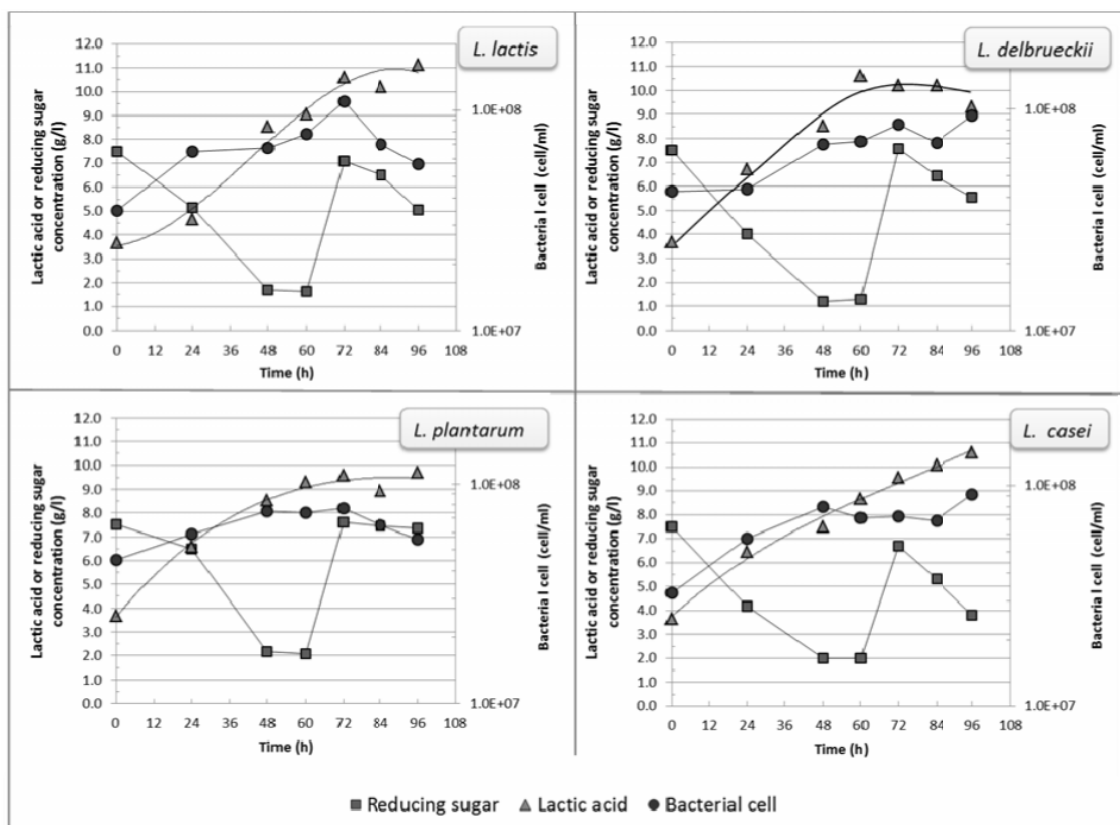 L. lactis
Lactic acid or reducing sugar
concentration (g/l)
12.0
11.0
10.0
9.0
8.0
7.0
6.0
5.0
4.0
3.0
2.0
1.0
0.0
1.0E+08
1.0E+07
Bacteria l cell (cell/ml)
0 12 24 36 48 60 72 84 96 108
Time (h)
L. delbrueckii
Lactic acid or reducing sugar
concentration (g/l)
12.0
11.0
10.0
9.0
8.0
7.0
6.0
5.0
4.0
3.0
2.0
1.0
0.0
1.0E+08
1.0E+07
Bacteria l cell (cell/ml)
0 12 24 36 48 60 72 84 96 108
Time (h)
L. plantarum
Lactic acid or reducing sugar
concentration (g/l)
12.0
11.0
10.0
9.0
8.0
7.0
6.0
5.0
4.0
3.0
2.0
1.0
0.0
1.0E+08
1.0E+07
Bacteria l cell (cell/ml)
0 12 24 36 48 60 72 84 96 108
Time (h)
L. casei
Lactic acid or reducing sugar
concentration (g/l)
12.0
11.0
10.0
9.0
8.0
7.0
6.0
5.0
4.0
3.0
2.0
1.0
0.0
1.0E+08
1.0E+07
Bacteria l cell (cell/ml)
0 12 24 36 48 60 72 84 96 108
Time (h)
Reducing sugar Lactic acid Bacterial cell